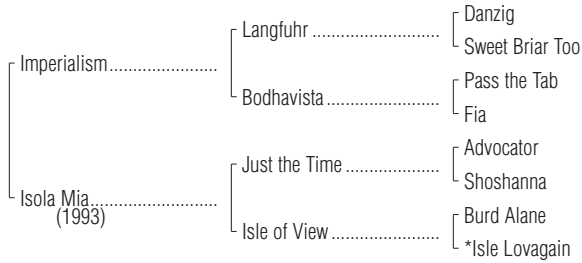 Danzig
Langfuhr ....................
Sweet Briar Too
Imperialism.....................
Pass the Tab
Bodhavista......................
Fia
Advocator
Just the Time ..................
Shoshanna
Isola Mia.........................
(1993)
Burd Alane
Isle of View.....................
*Isle Lovagain